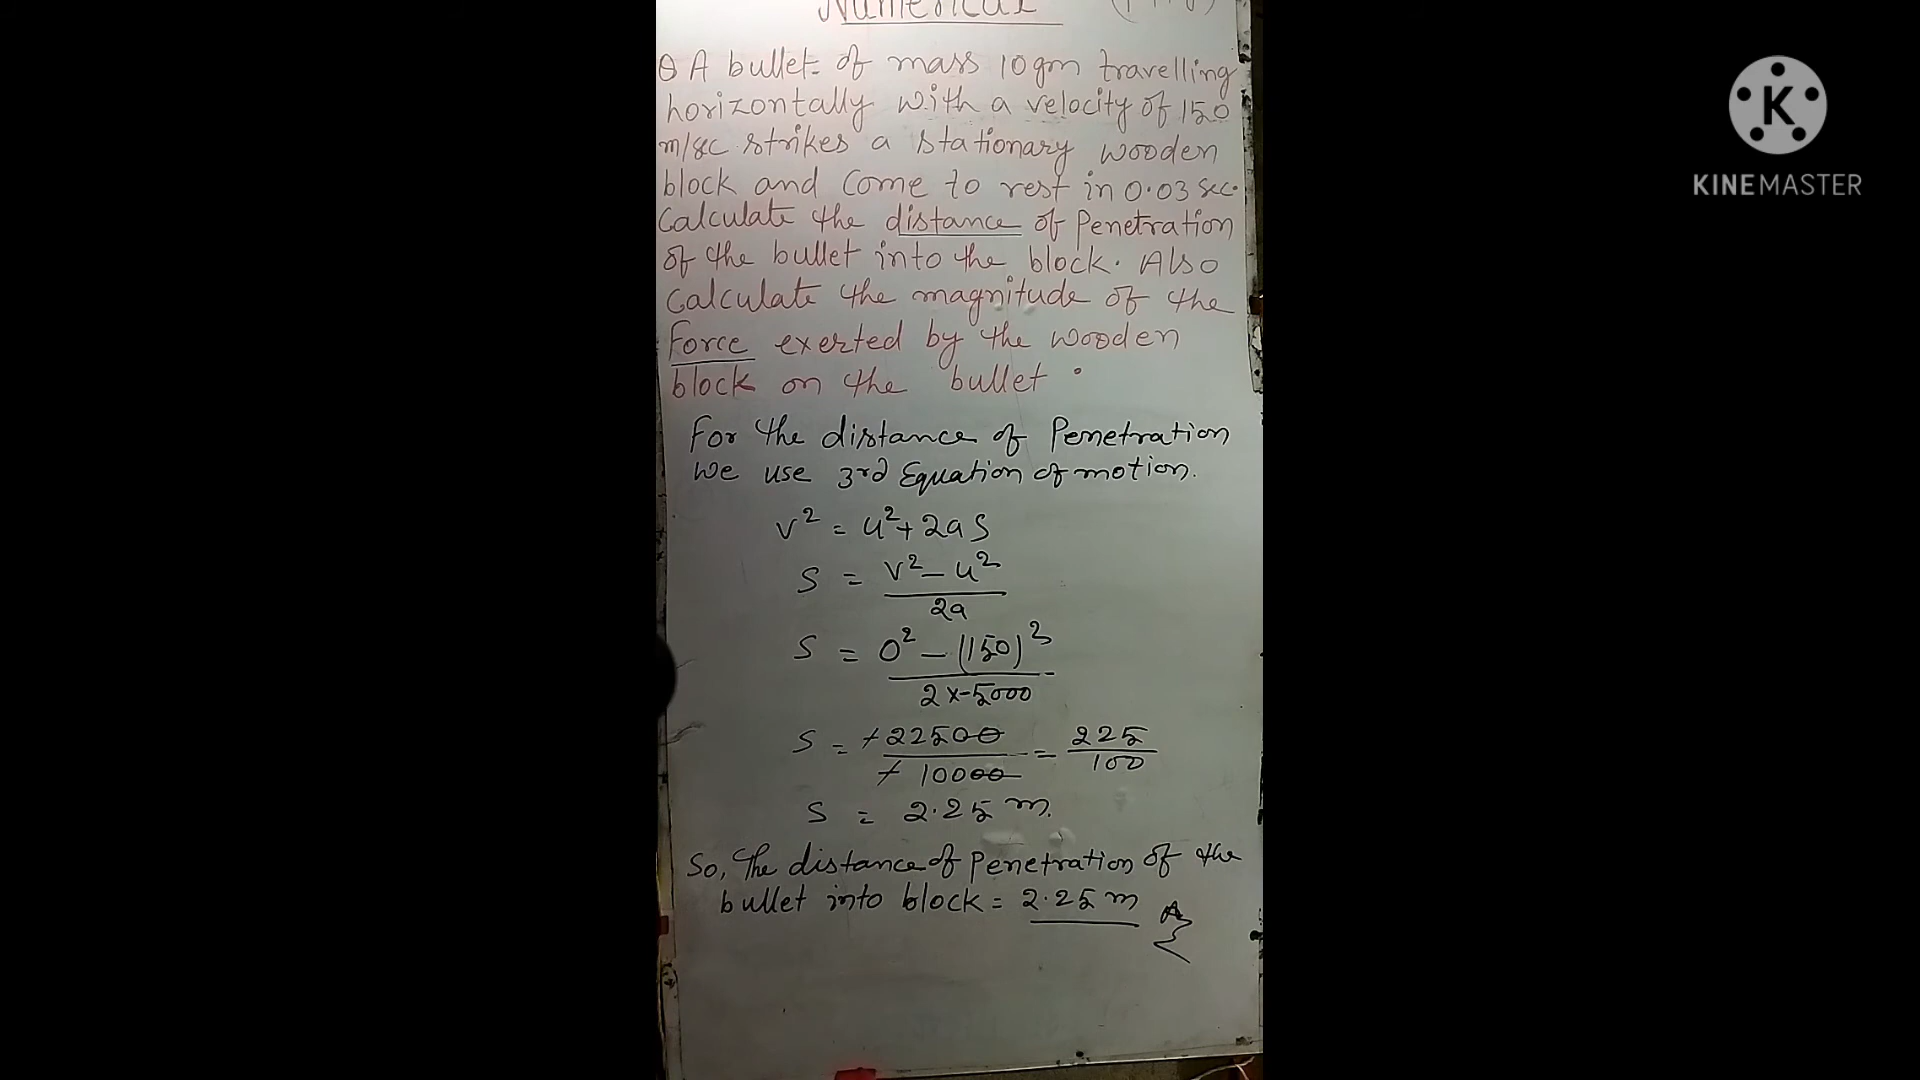 Numerical
Q A bullet of mass 10gm travelling
horizontally with a velocity of 150
m/sec strikes a stationary wooden
block and come to rest in 0.03 sec.
Calculate the distance of Penetration
of the bullet into the block. Also
Calculate the magnitude of the
Force exerted by the wooden
block on the bullet.
For the distance of Penetration
We use 3rd Equation of motion.
v² = u² + 2as
S = v² - u² / 2a
S = 0² - (150)² / 2 x -5000
S = -22500 / -10000 = 225 / 100
S = 2.25 m.
So, The distance of Penetration of the
bullet into block = 2.25 m
K
KINEMASTER